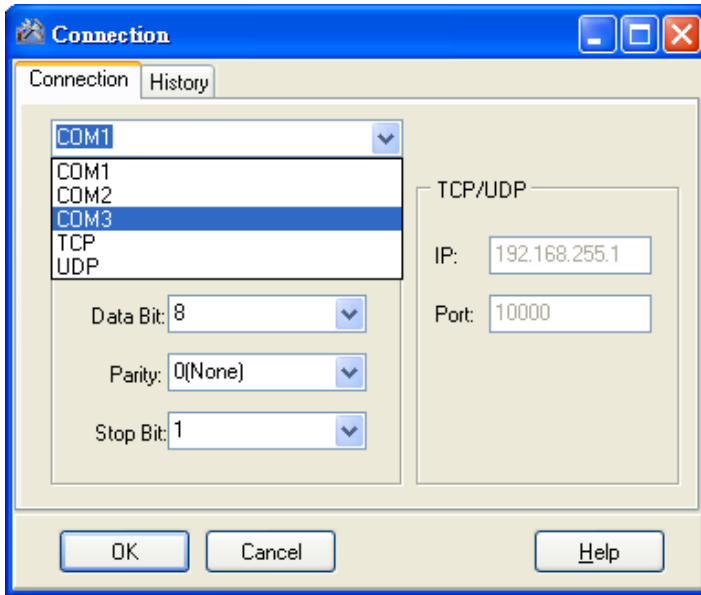 Connection
Connection History
COM1
COM1
COM2
COM3
TCP
UDP
TCP/UDP
IP: 192.168.255.1
Data Bit: 8
Port: 10000
Parity: 0(None)
Stop Bit: 1
OK Cancel Help